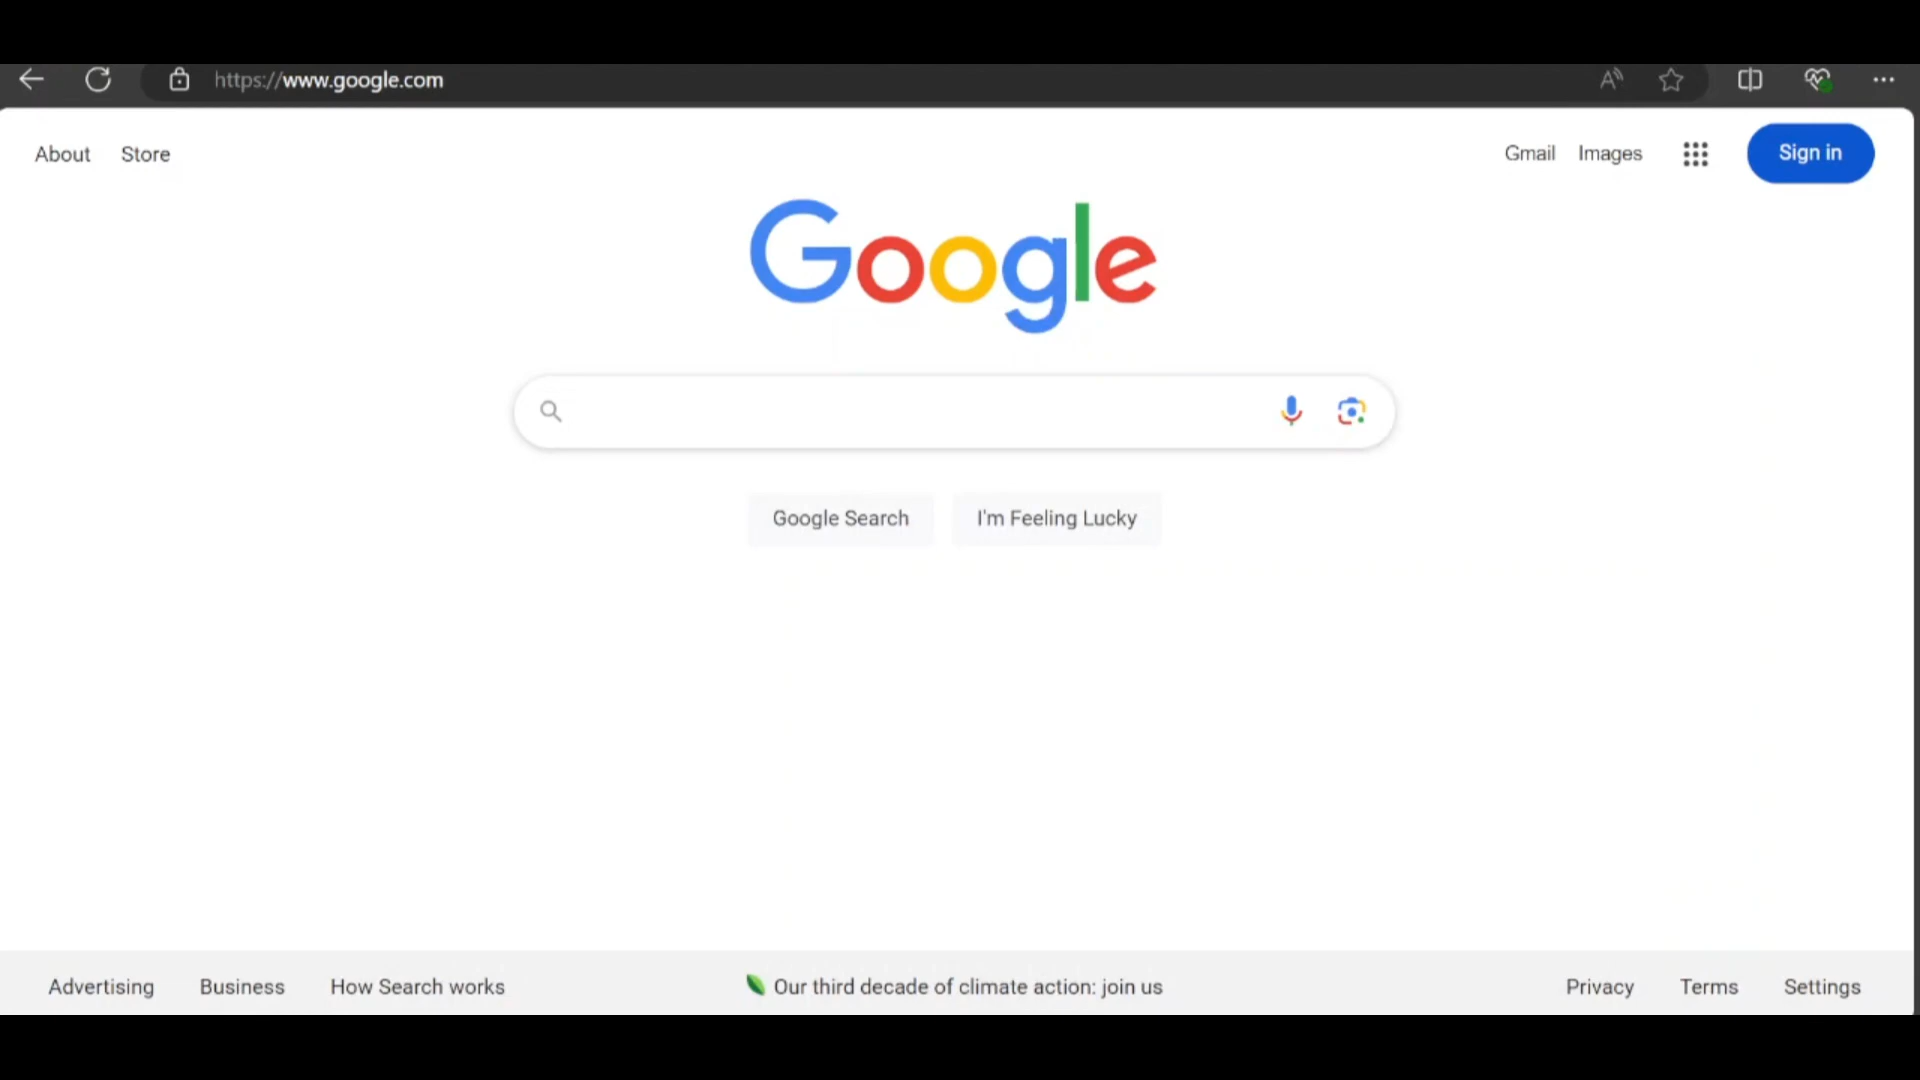 https://www.google.com
About Store Gmail Images Sign in
Google
Google Search I'm Feeling Lucky
Advertising Business How Search works Our third decade of climate action: join us Privacy Terms Settings